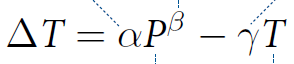 ΔT = αP^β − γT